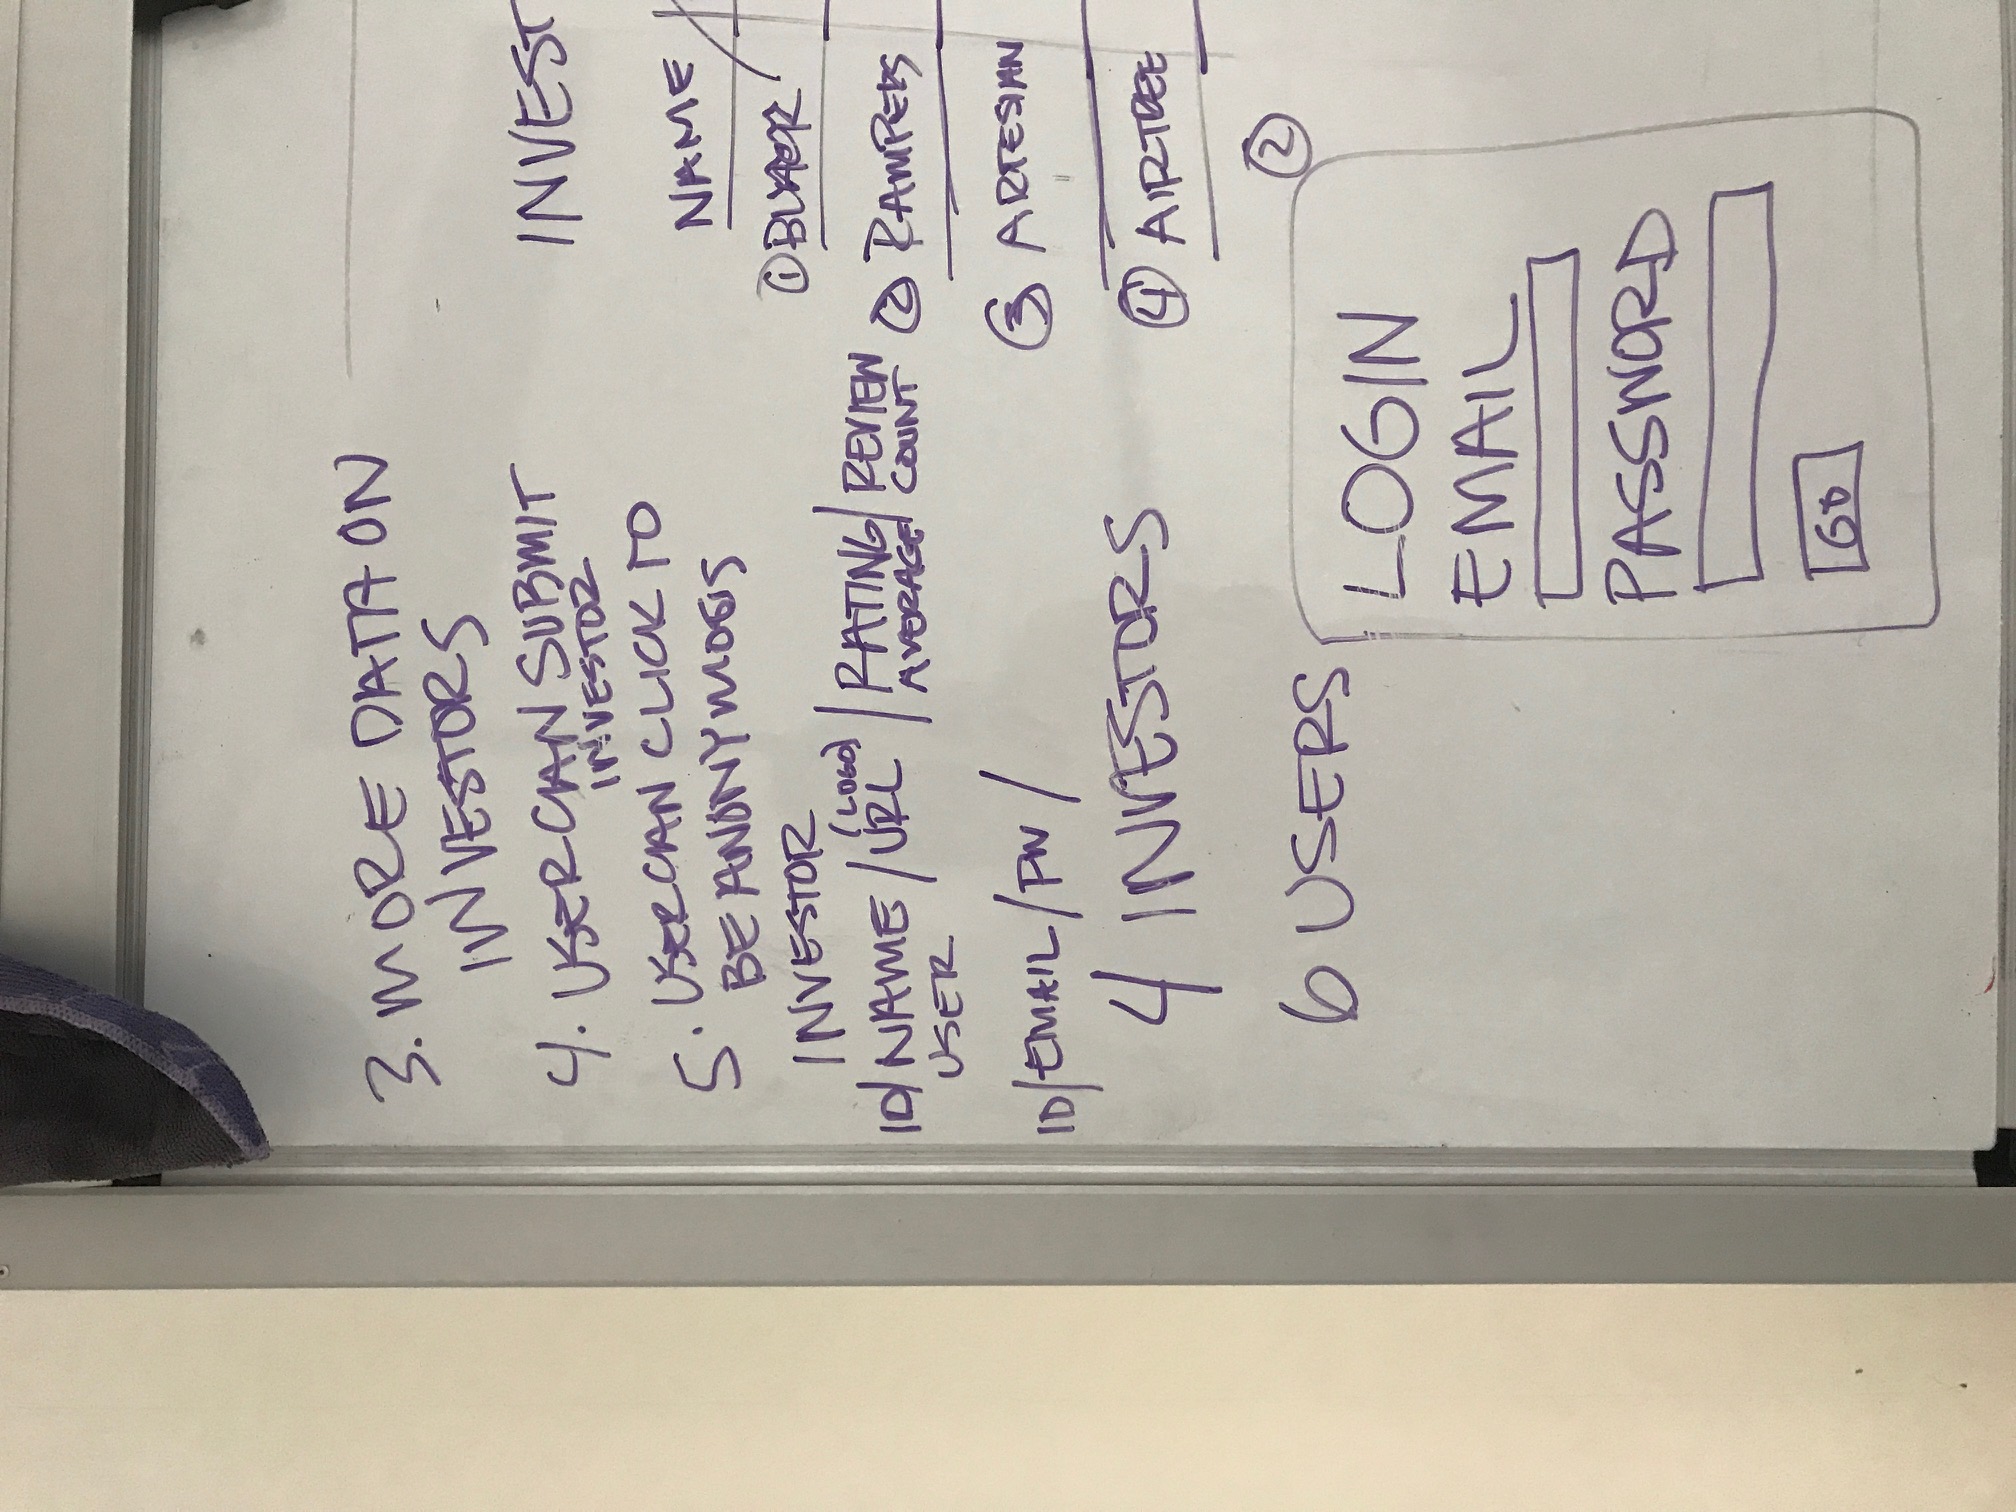 3. MORE DATA ON
INVESTORS
4. USER CAN SUBMIT
INVESTOR
5. USER CAN CLICK TO
BE ANONYMOUS
INVESTOR
(LOGO)
ID/ NAME / URL / RATING / REVIEW
AVERAGE COUNT
USER
ID/ EMAIL / PW /
4 INVESTORS
6 USERS
INVEST
NAME
①
② RAMPERS
③ ARTESIAN
④ AIRTREE
②
LOGIN
EMAIL
PASSWORD
GO